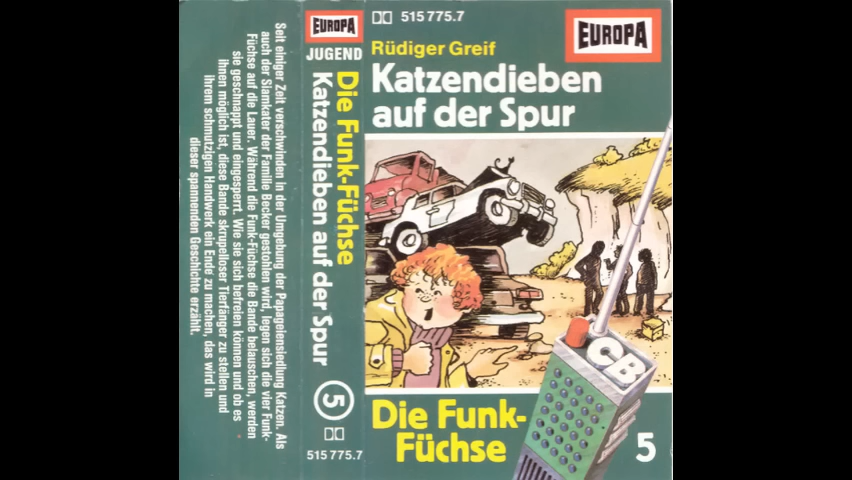 Seit einiger Zeit verschwinden in der Umgebung der Papageiensiedlung Katzen. Als
auch der Siamkater der Familie Becker gestohlen wird, legen sich die vier Funk-
Füchse auf die Lauer. Während die Funk-Füchse die Bande belauschen, werden
sie geschnappt und eingesperrt. Wie sie sich befreien können und ob es
ihnen möglich ist, diese Bande skrupelloser Tierfänger zu stellen und
ihrem schmutzigen Handwerk ein Ende zu machen, das wird in
dieser spannenden Geschichte erzählt.
EUROPA
JUGEND
Die Funk-Füchse
Katzendieben auf der Spur
5
515 775.7
515 775.7
EUROPA
Rüdiger Greif
Katzendieben
auf der Spur
CB
Die Funk-
Füchse
5